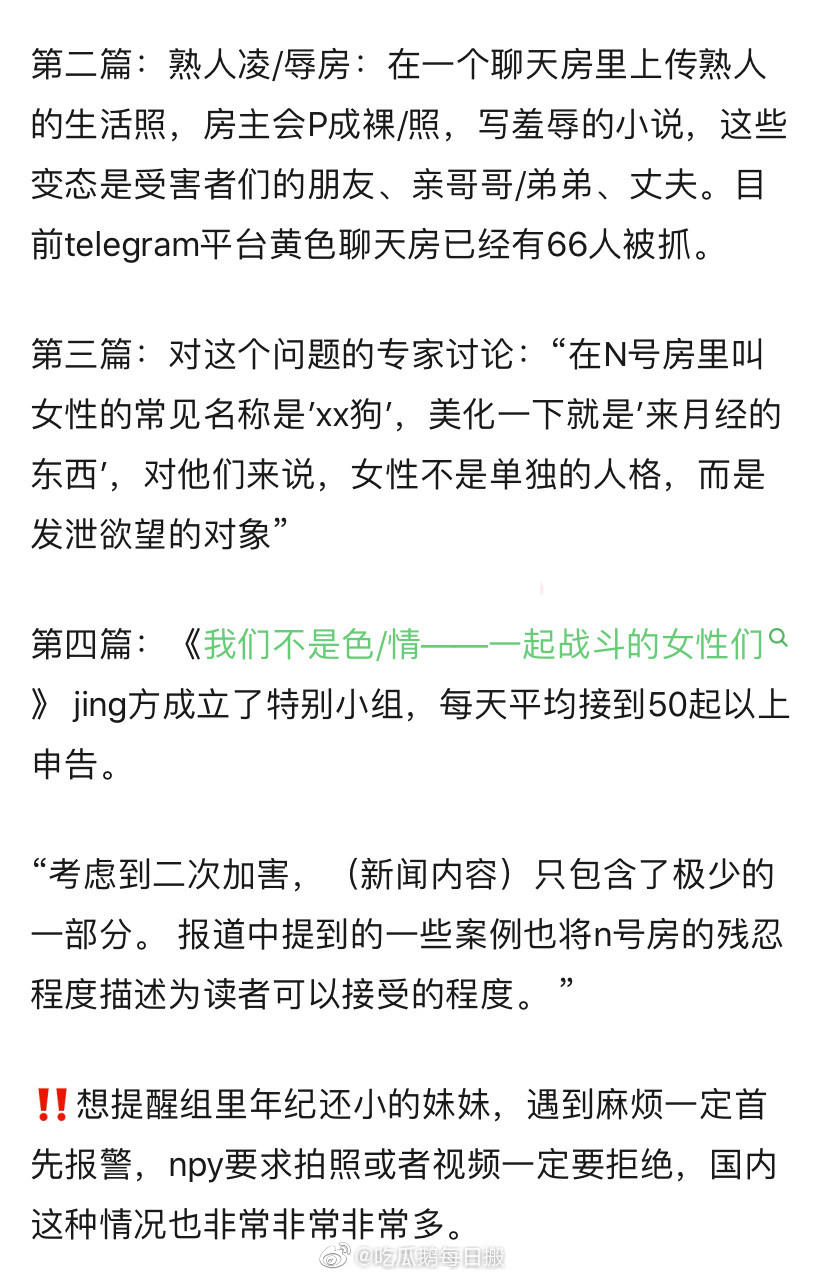 第二篇：熟人凌/辱房：在一个聊天房里上传熟人
的生活照，房主会P成裸/照，写羞辱的小说，这些
变态是受害者们的朋友、亲哥哥/弟弟、丈夫。目
前telegram平台黄色聊天房已经有66人被抓。
第三篇：对这个问题的专家讨论：“在N号房里叫
女性的常见名称是’xx狗’，美化一下就是’来月经的
东西’，对他们来说，女性不是单独的人格，而是
发泄欲望的对象”
第四篇：《我们不是色/情——一起战斗的女性们
》 jing方成立了特别小组，每天平均接到50起以上
申告。
“考虑到二次加害，（新闻内容）只包含了极少的
一部分。 报道中提到的一些案例也将n号房的残忍
程度描述为读者可以接受的程度。 ”
‼️想提醒组里年纪还小的妹妹，遇到麻烦一定首
先报警，npy要求拍照或者视频一定要拒绝，国内
这种情况也非常非常非常多。
@吃瓜鹅每日搬